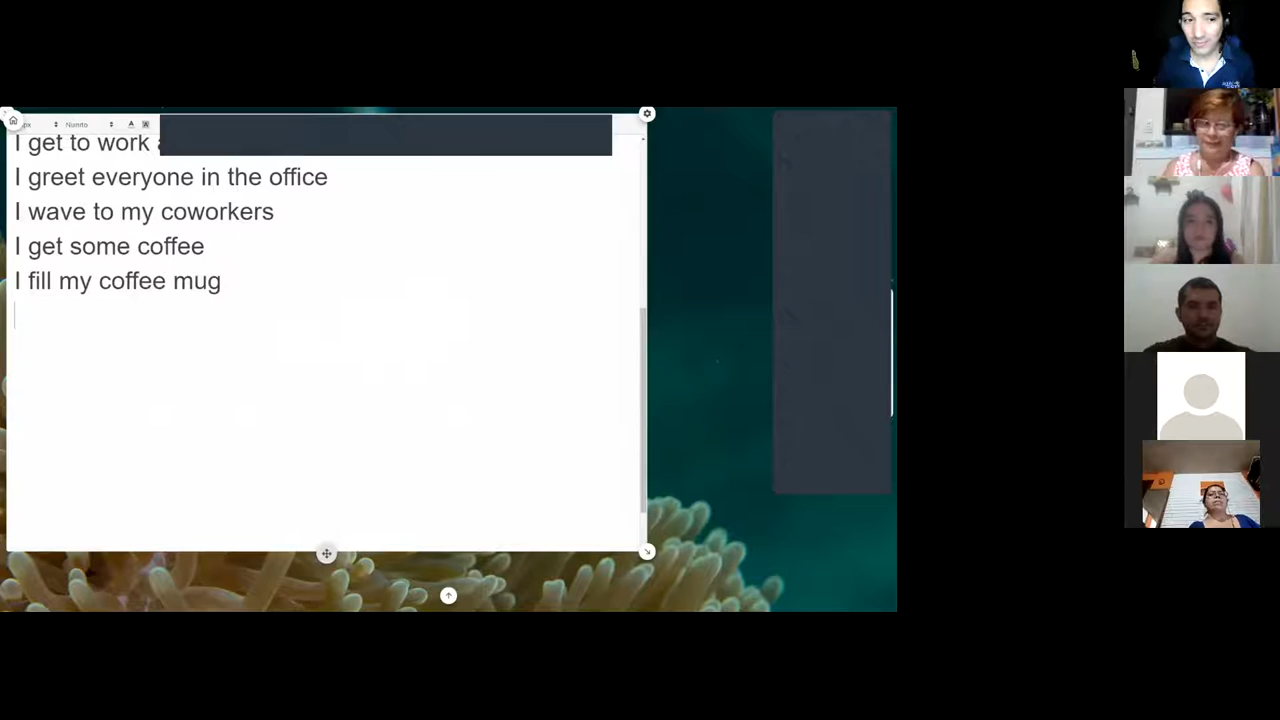 Nunito
I get to work
I greet everyone in the office
I wave to my coworkers
I get some coffee
I fill my coffee mug